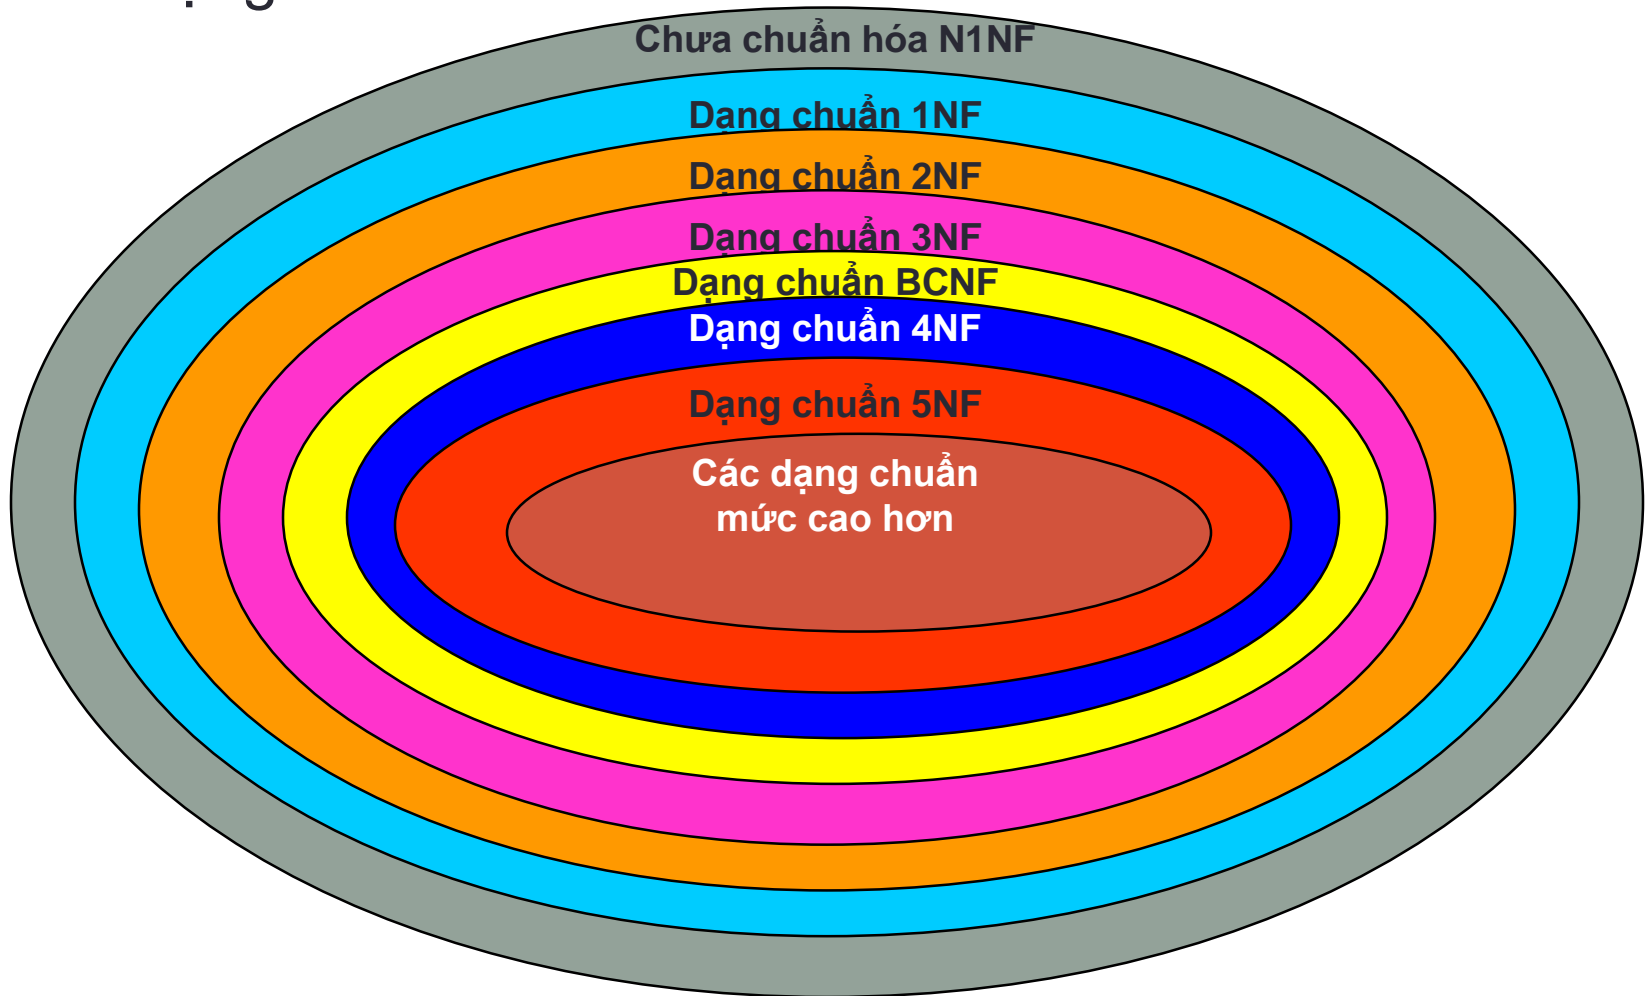 Chưa chuẩn hóa N1NF
Dạng chuẩn 1NF
Dạng chuẩn 2NF
Dạng chuẩn 3NF
Dạng chuẩn BCNF
Dạng chuẩn 4NF
Dạng chuẩn 5NF
Các dạng chuẩn
mức cao hơn